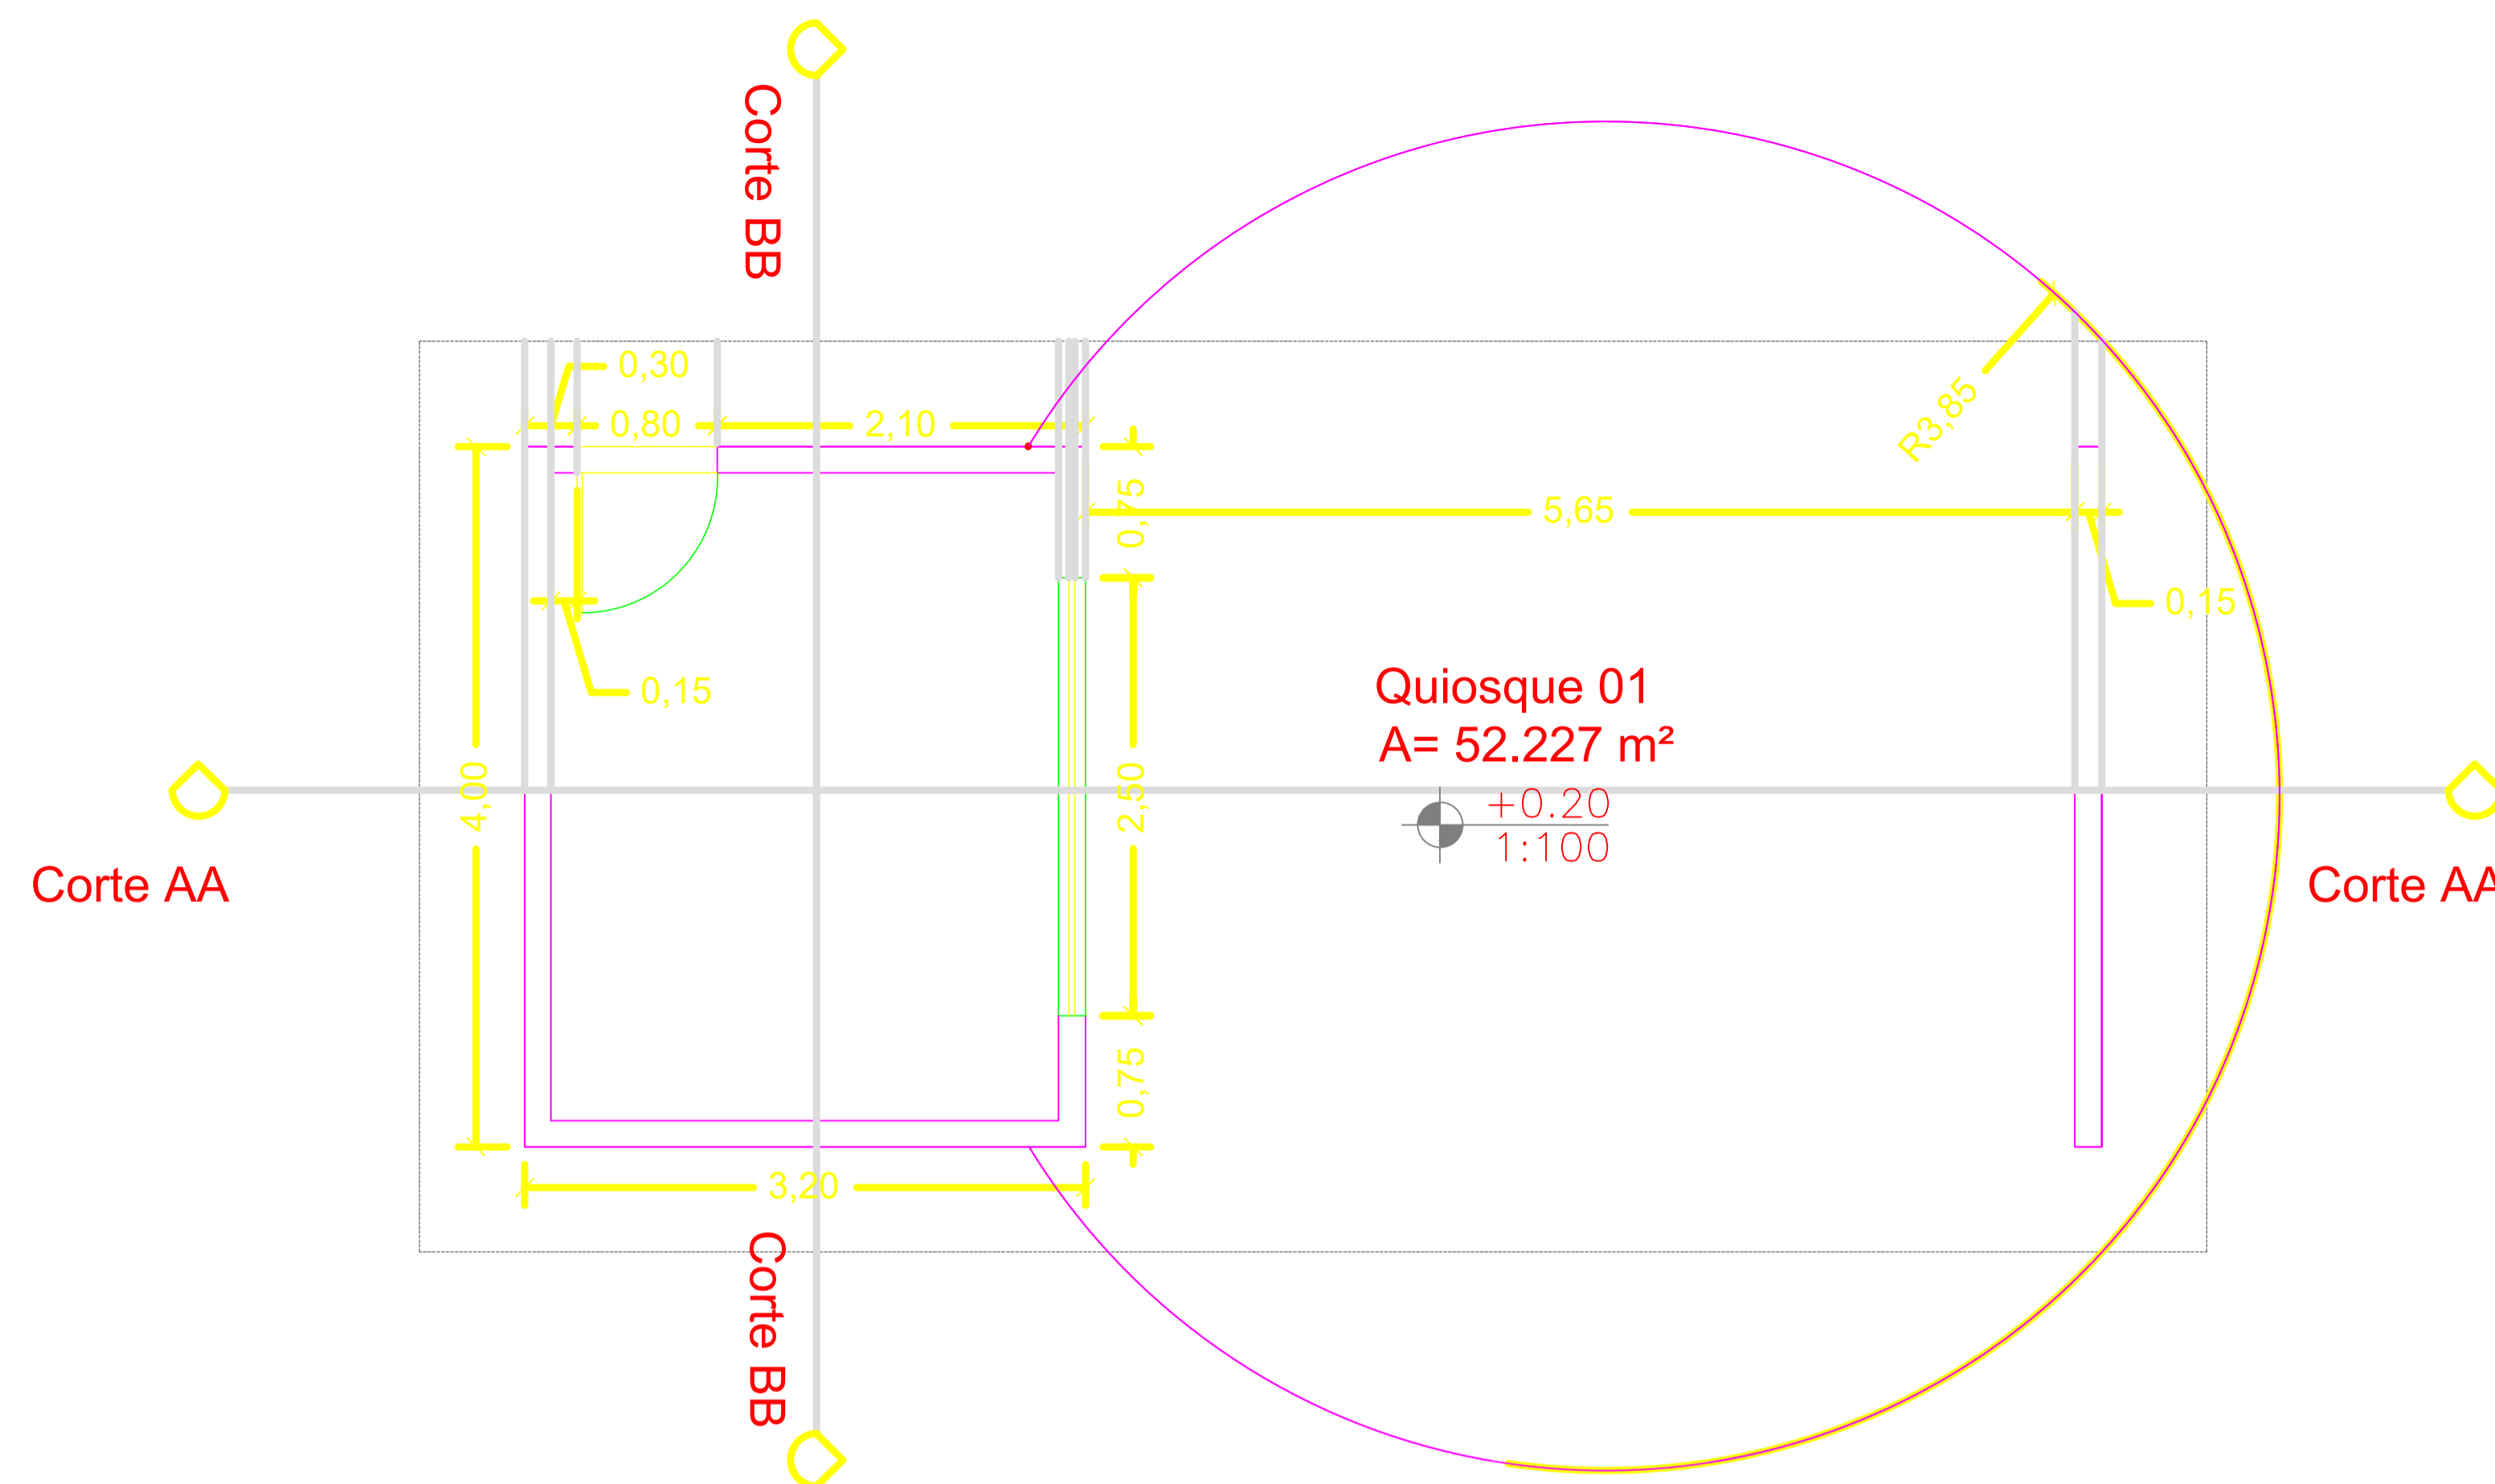 Corte BB
0,30
0,80
2,10
R3,85
0,75
5,65
0,15
0,15
Quiosque 01
A= 52.227 m²
4,00
2,50
+0.20
1:100
Corte AA
Corte AA
0,75
3,20
Corte BB